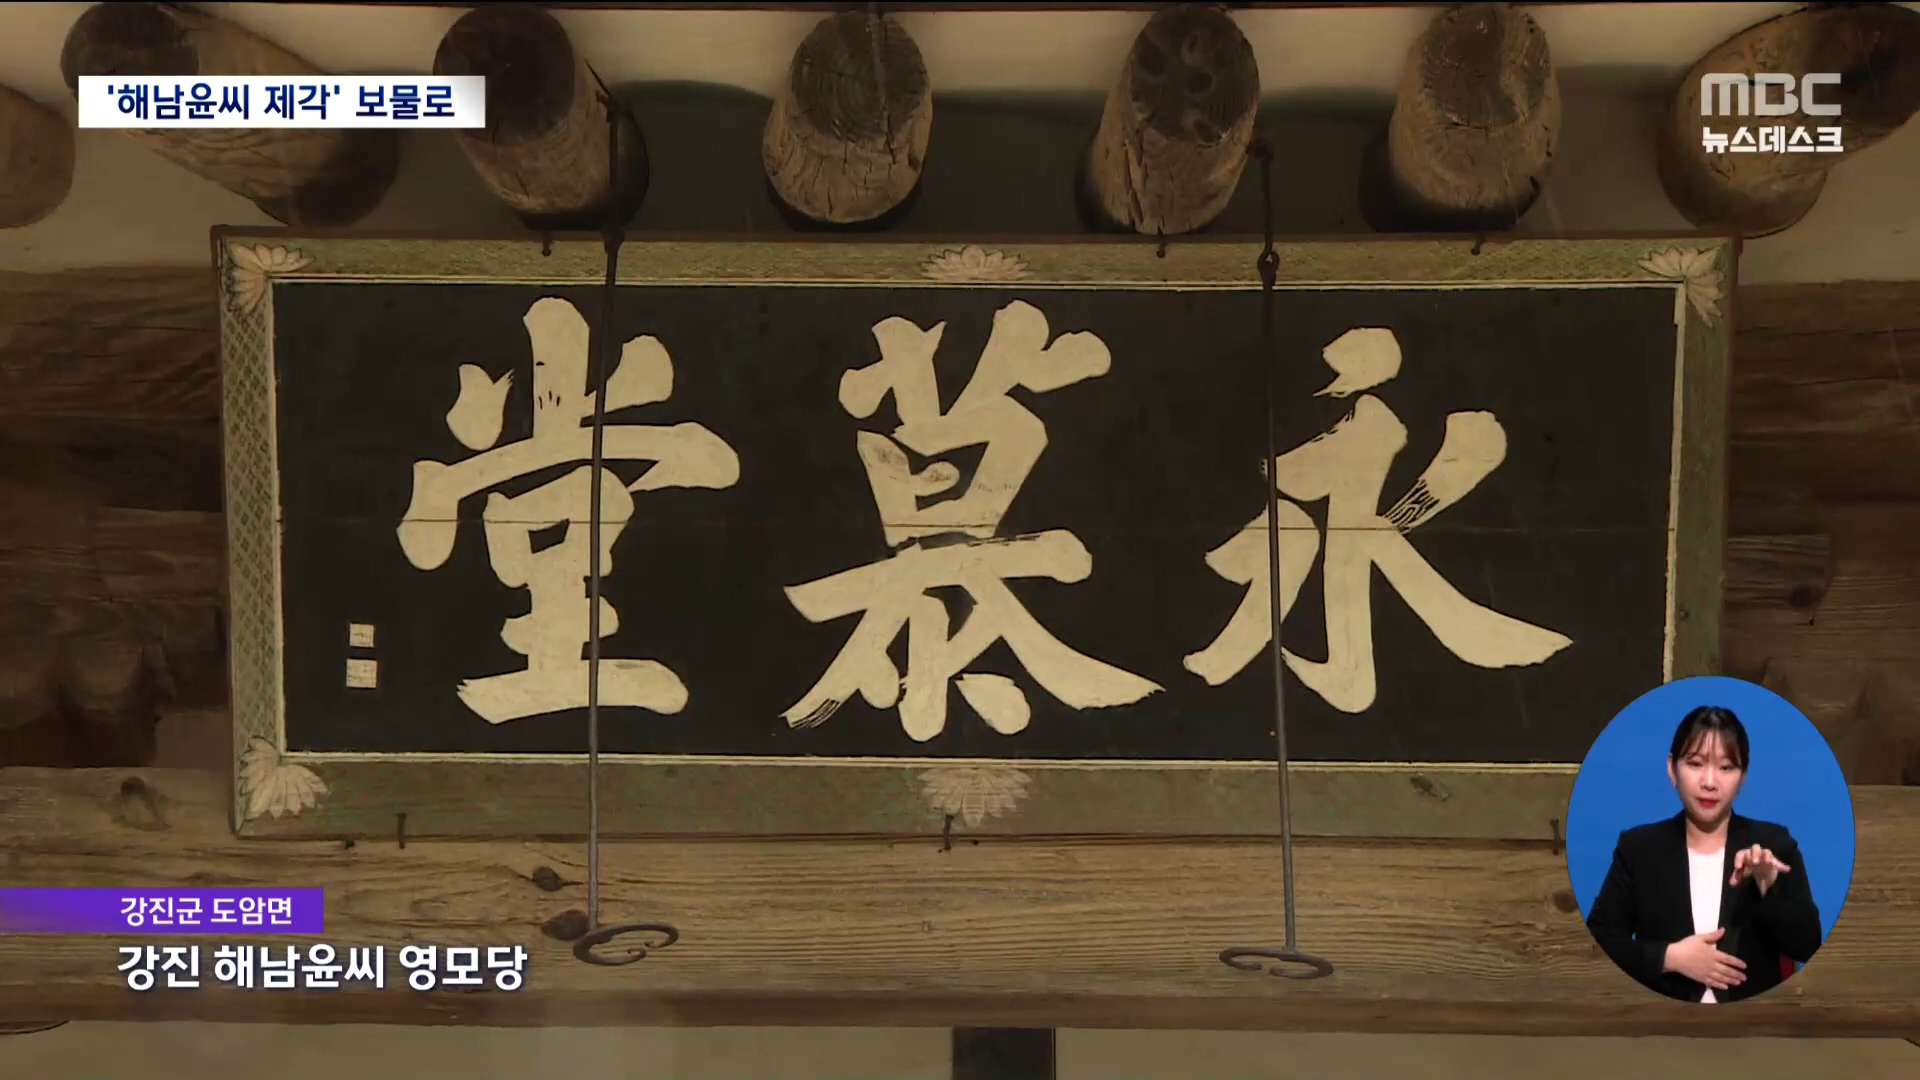 '해남윤씨 제각' 보물로
MBC
뉴스데스크
永慕堂
강진군 도암면
강진 해남윤씨 영모당